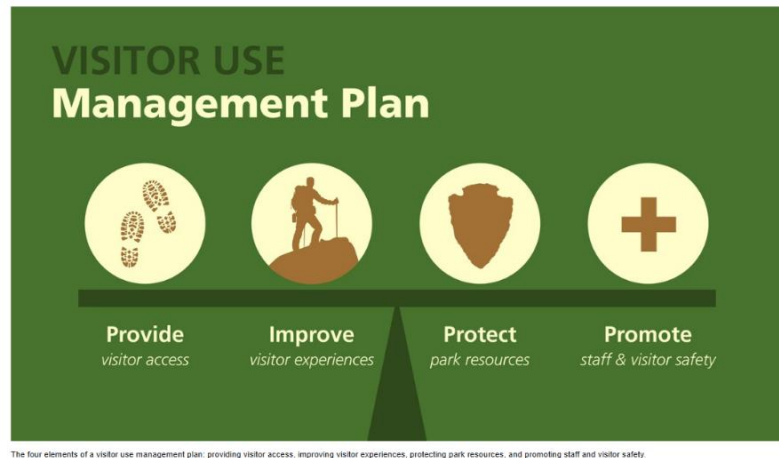 VISITOR USE
Management Plan
Provide
visitor access
Improve
visitor experiences
Protect
park resources
Promote
staff & visitor safety
The four elements of a visitor use management plan: providing visitor access, improving visitor experiences, protecting park resources, and promoting staff and visitor safety.